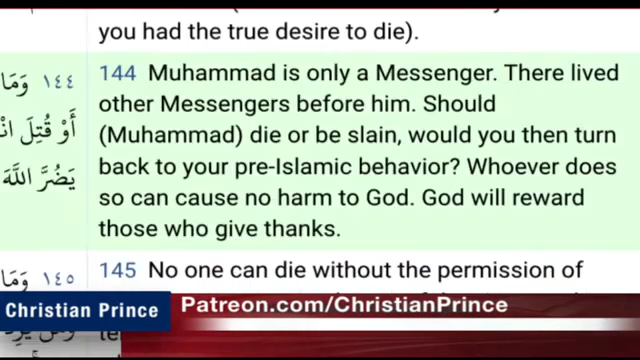 you had the true desire to die).
١٤٤ وَمَا
أَوْ قُتِلَ
يَضُرَّ اللَّهَ
144 Muhammad is only a Messenger. There lived
other Messengers before him. Should
(Muhammad) die or be slain, would you then turn
back to your pre-Islamic behavior? Whoever does
so can cause no harm to God. God will reward
those who give thanks.
١٤٥ وَمَا
145 No one can die without the permission of
Christian Prince
Patreon.com/ChristianPrince